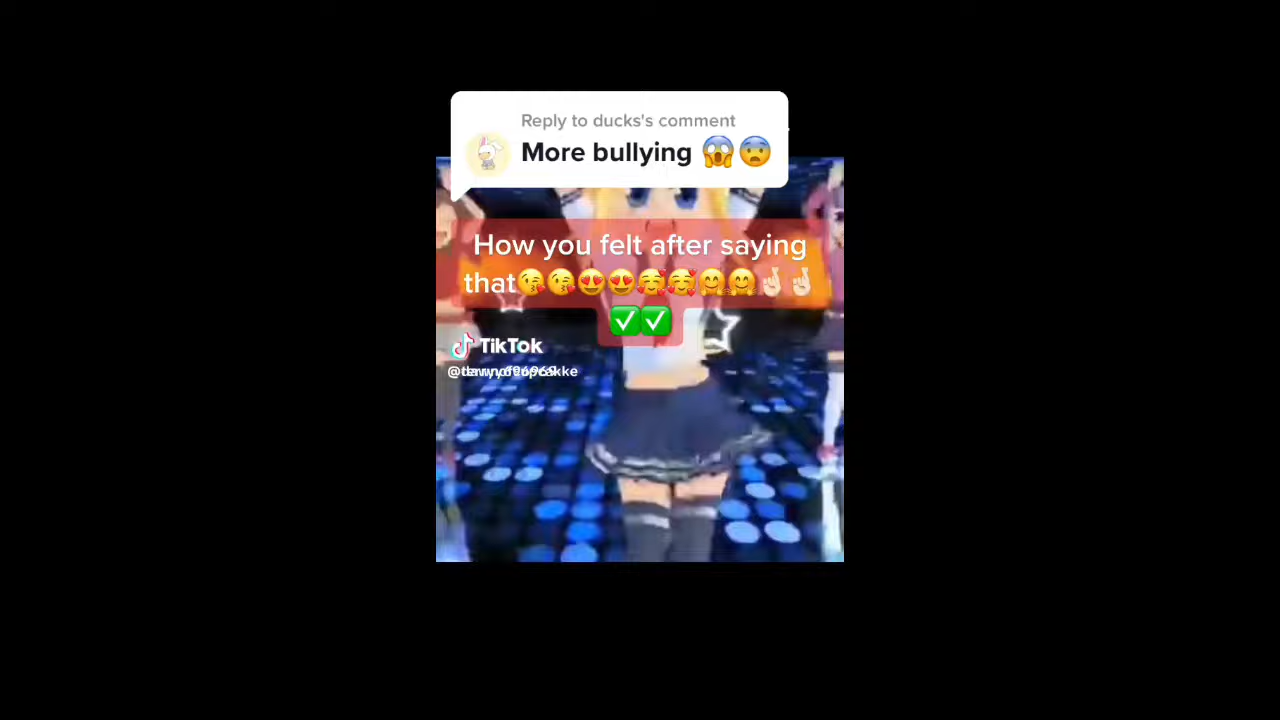 Reply to ducks's comment
More bullying 😱😨
How you felt after saying
that😘😘😍😍🥰🥰🤗🤗🤞🏻🤞🏻
✅✅
TikTok